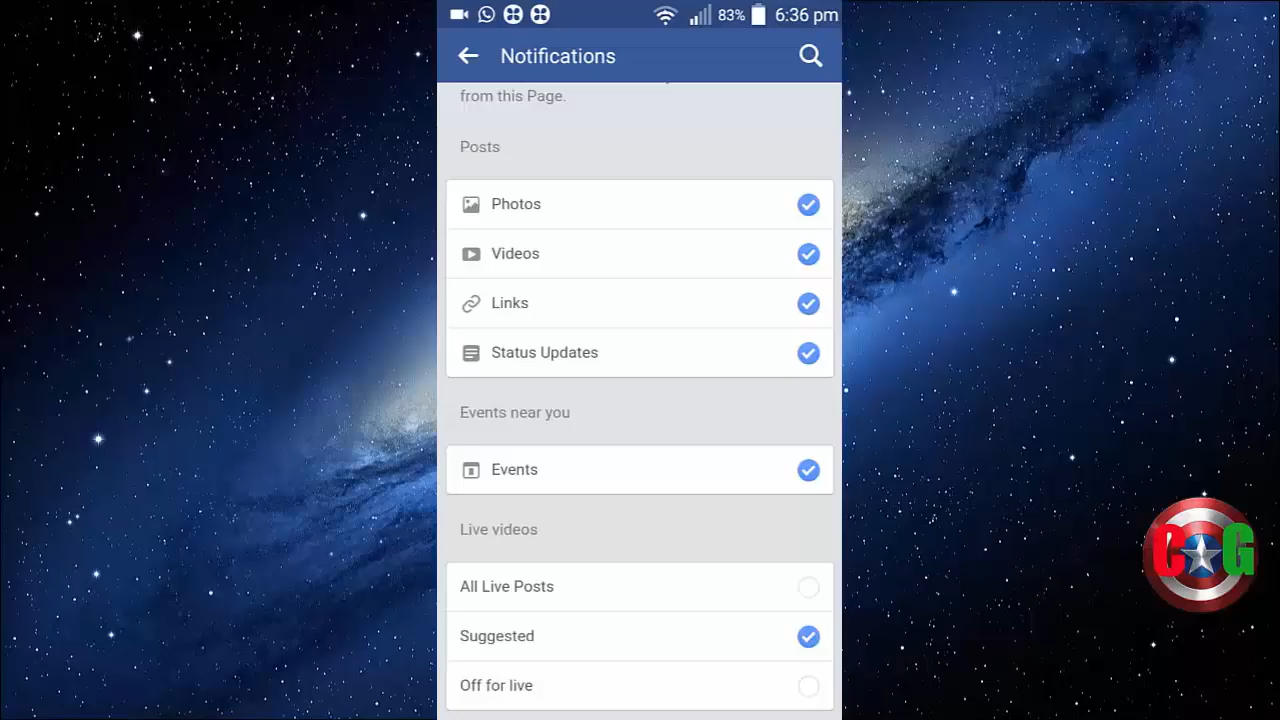 83% 6:36 pm
Notifications
from this Page.
Posts
Photos
Videos
Links
Status Updates
Events near you
Events
Live videos
All Live Posts
Suggested
Off for live
C G